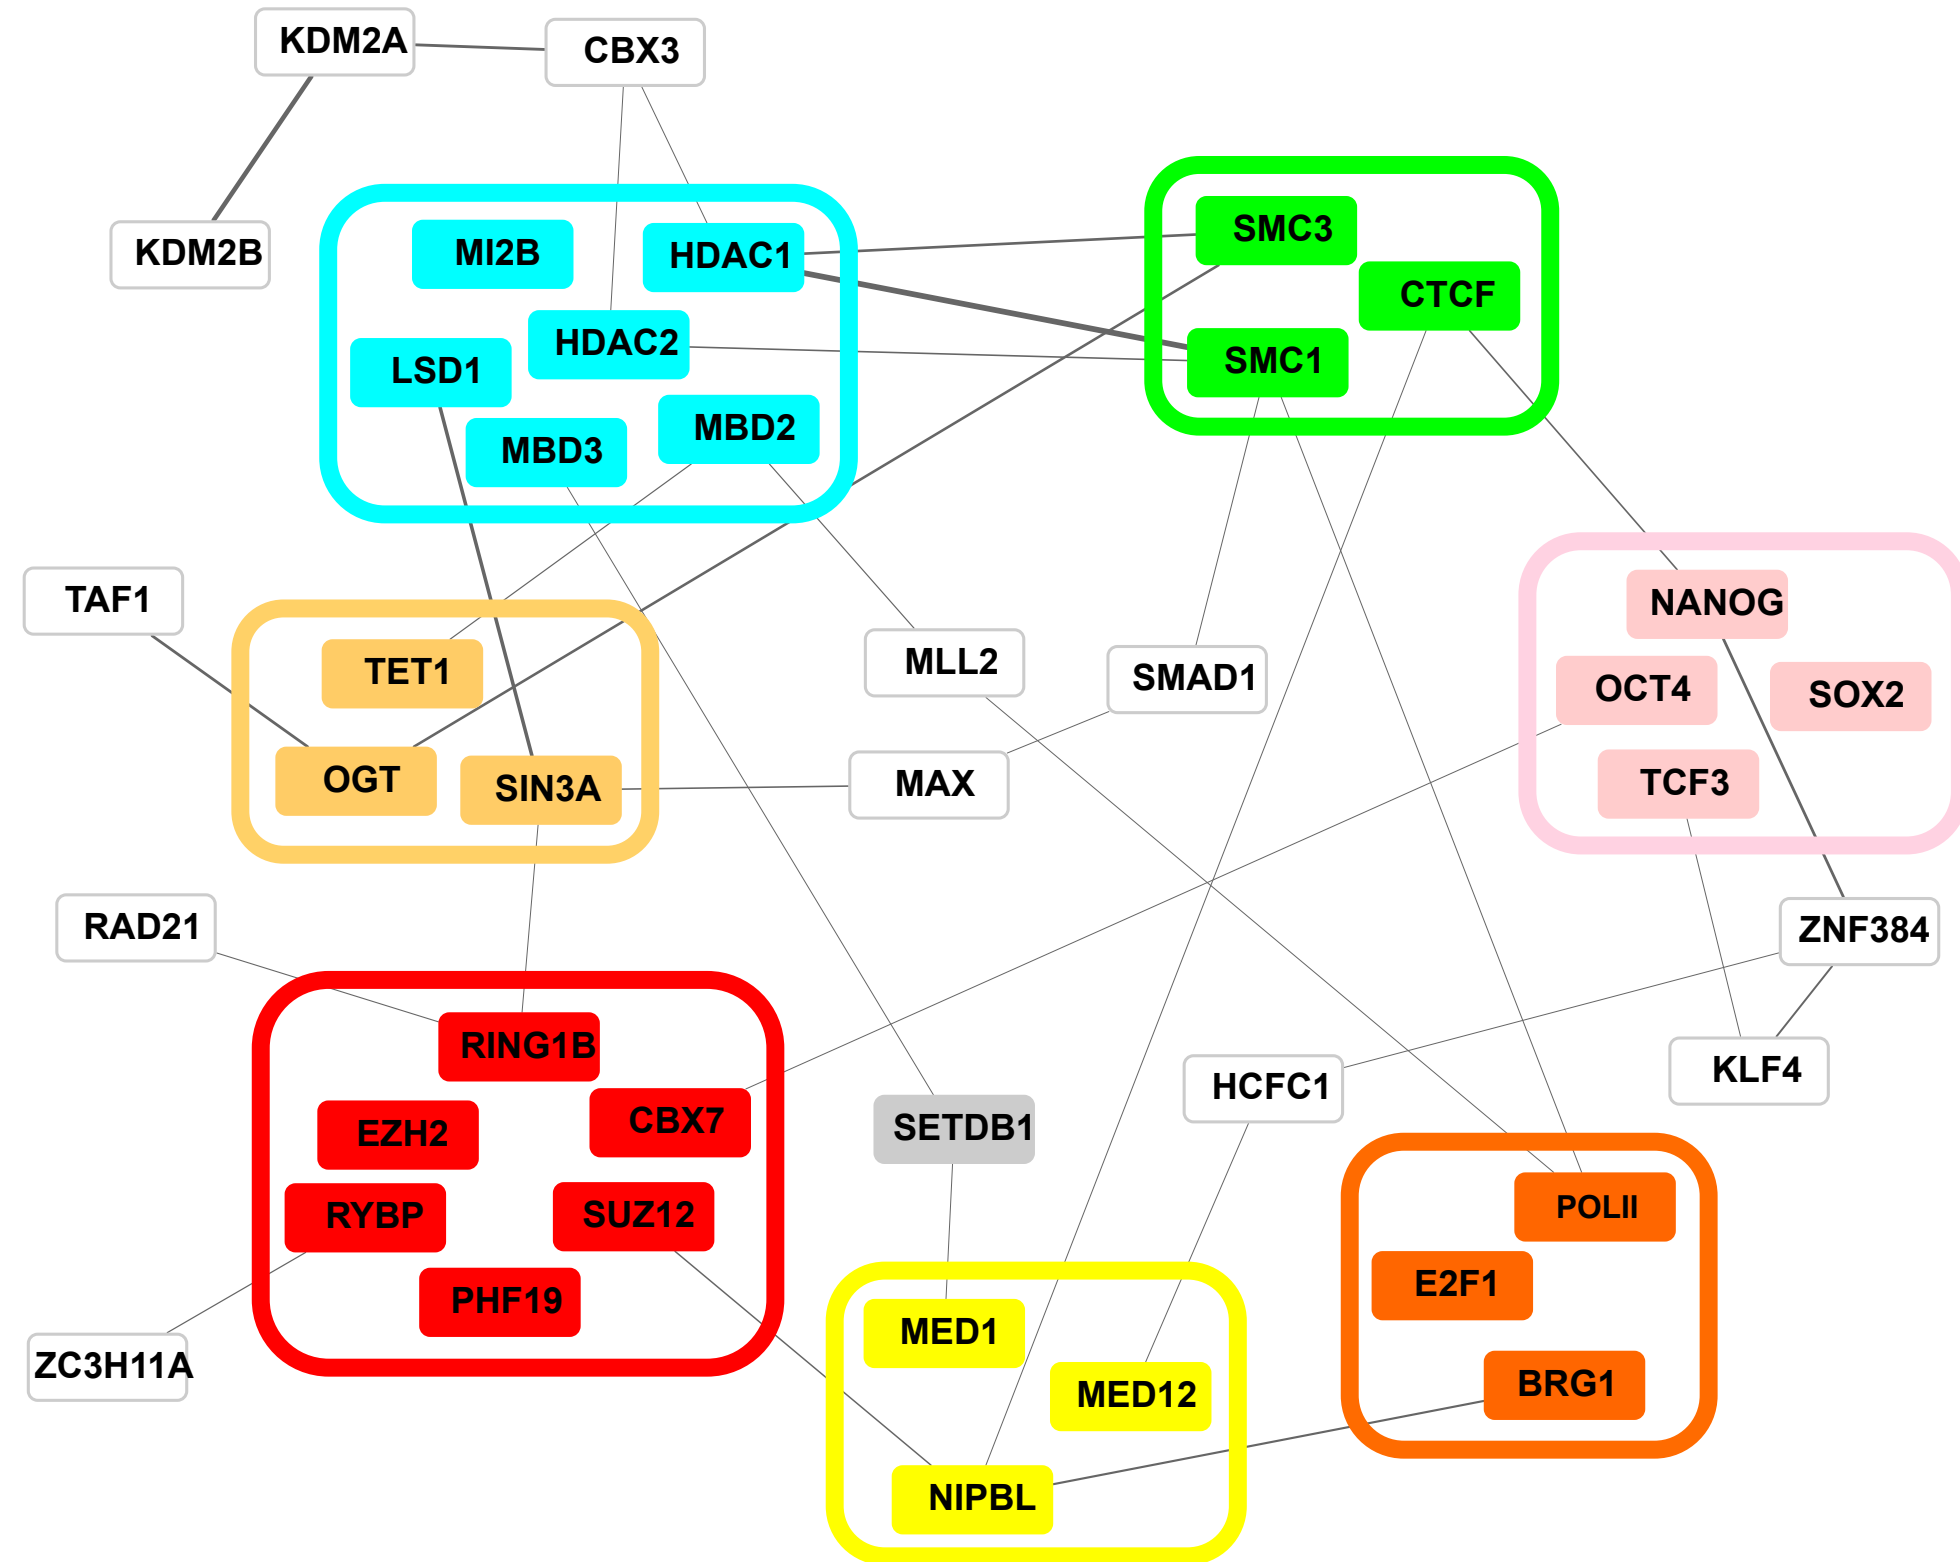 KDM2A
CBX3
KDM2B
MI2B
HDAC1
HDAC2
LSD1
MBD3
MBD2
SMC3
CTCF
SMC1
TAF1
TET1
OGT
SIN3A
MLL2
SMAD1
MAX
NANOG
OCT4
SOX2
TCF3
ZNF384
KLF4
RAD21
RING1B
EZH2
CBX7
RYBP
SUZ12
PHF19
ZC3H11A
SETDB1
HCFC1
MED1
MED12
NIPBL
POLII
E2F1
BRG1